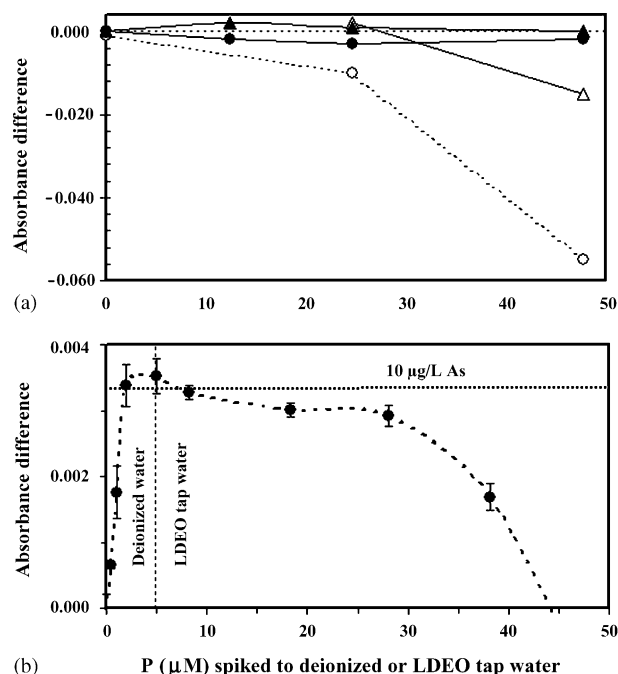 0.000
−0.020
−0.040
−0.060
Absorbance difference
0 10 20 30 40 50
(a)
0.004
0.002
0.000
Absorbance difference
10 μg/L As
Deionized water
LDEO tap water
0 10 20 30 40 50
(b) P (μM) spiked to deionized or LDEO tap water